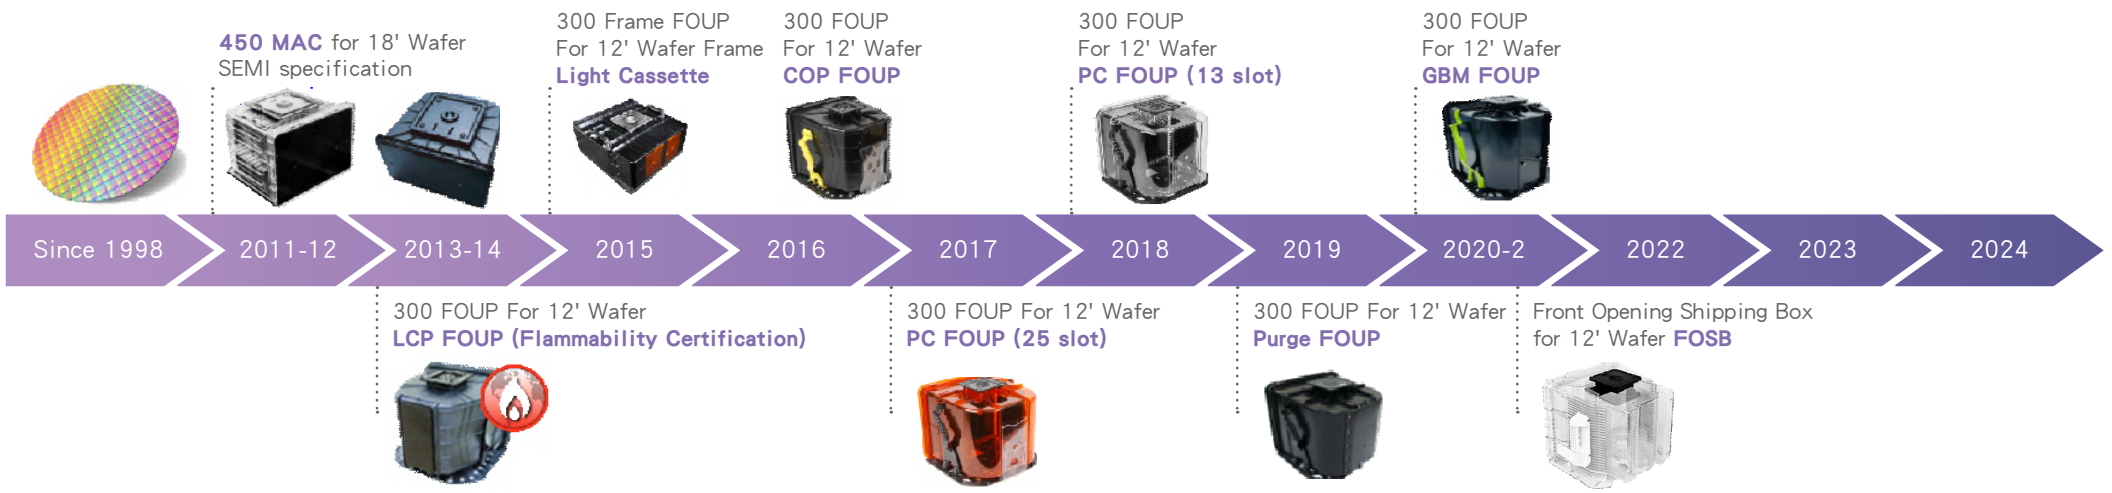 450 MAC for 18' Wafer
SEMI specification
300 Frame FOUP
For 12' Wafer Frame
Light Cassette
300 FOUP
For 12' Wafer
COP FOUP
300 FOUP
For 12' Wafer
PC FOUP (13 slot)
300 FOUP
For 12' Wafer
GBM FOUP
Since 1998
2011-12
2013-14
2015
2016
2017
2018
2019
2020-2
2022
2023
2024
300 FOUP For 12' Wafer
LCP FOUP (Flammability Certification)
300 FOUP For 12' Wafer
PC FOUP (25 slot)
300 FOUP For 12' Wafer
Purge FOUP
Front Opening Shipping Box
for 12' Wafer FOSB